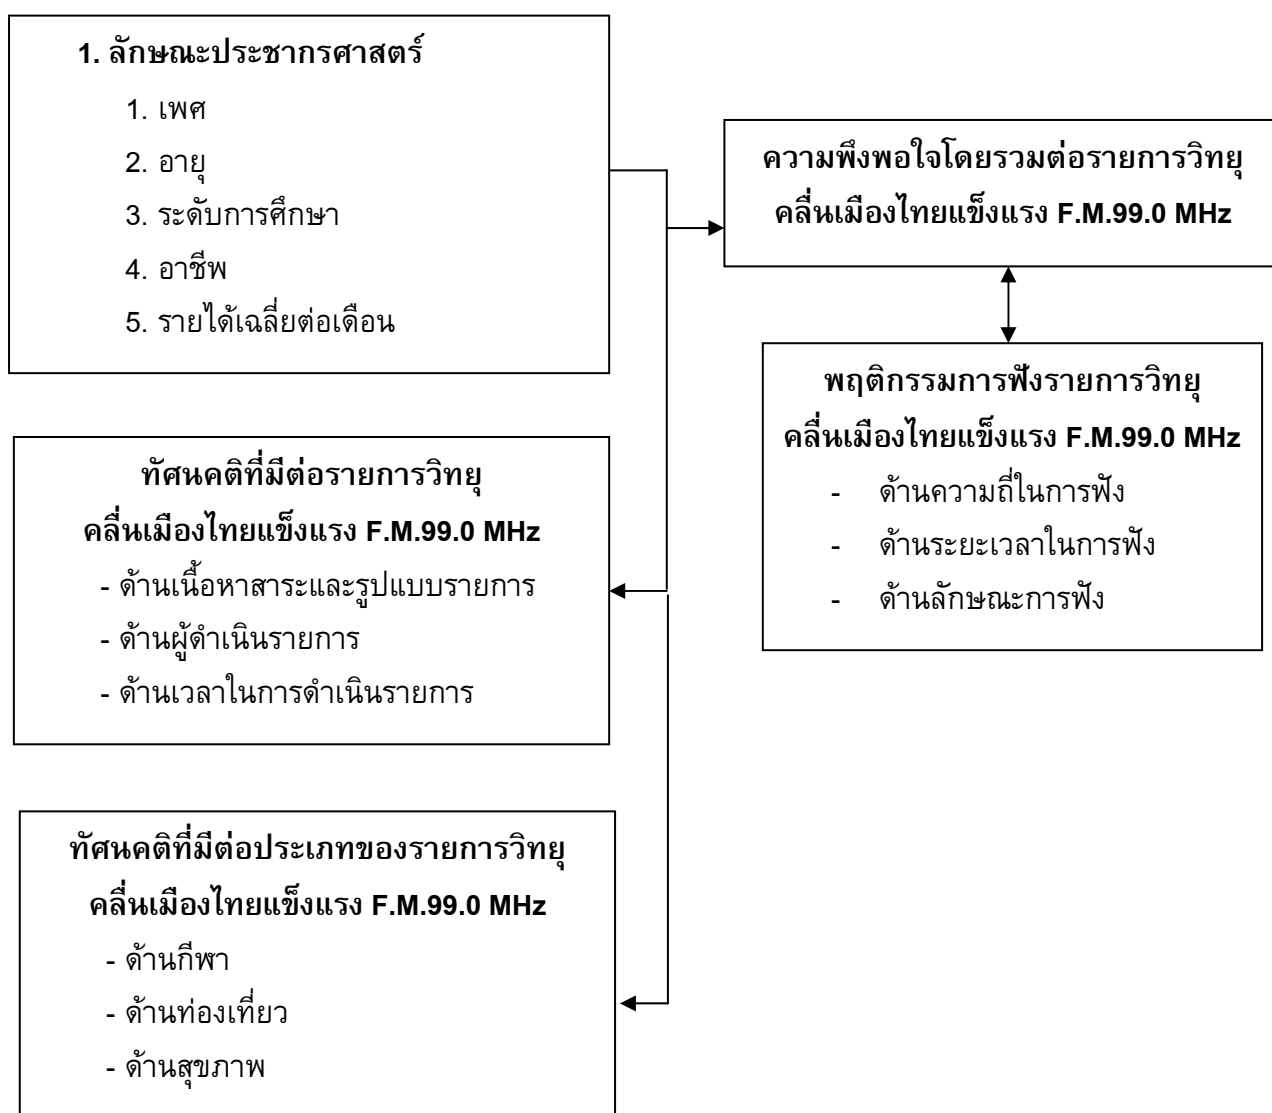 1. ลักษณะประชากรศาสตร์
1. เพศ
2. อายุ
3. ระดับการศึกษา
4. อาชีพ
5. รายได้เฉลี่ยต่อเดือน
ความพึงพอใจโดยรวมต่อรายการวิทยุ
คลื่นเมืองไทยแข็งแรง F.M.99.0 MHz
พฤติกรรมการฟังรายการวิทยุ
คลื่นเมืองไทยแข็งแรง F.M.99.0 MHz
- ด้านความถี่ในการฟัง
- ด้านระยะเวลาในการฟัง
- ด้านลักษณะการฟัง
ทัศนคติที่มีต่อรายการวิทยุ
คลื่นเมืองไทยแข็งแรง F.M.99.0 MHz
- ด้านเนื้อหาสาระและรูปแบบรายการ
- ด้านผู้ดำเนินรายการ
- ด้านเวลาในการดำเนินรายการ
ทัศนคติที่มีต่อประเภทของรายการวิทยุ
คลื่นเมืองไทยแข็งแรง F.M.99.0 MHz
- ด้านกีฬา
- ด้านท่องเที่ยว
- ด้านสุขภาพ